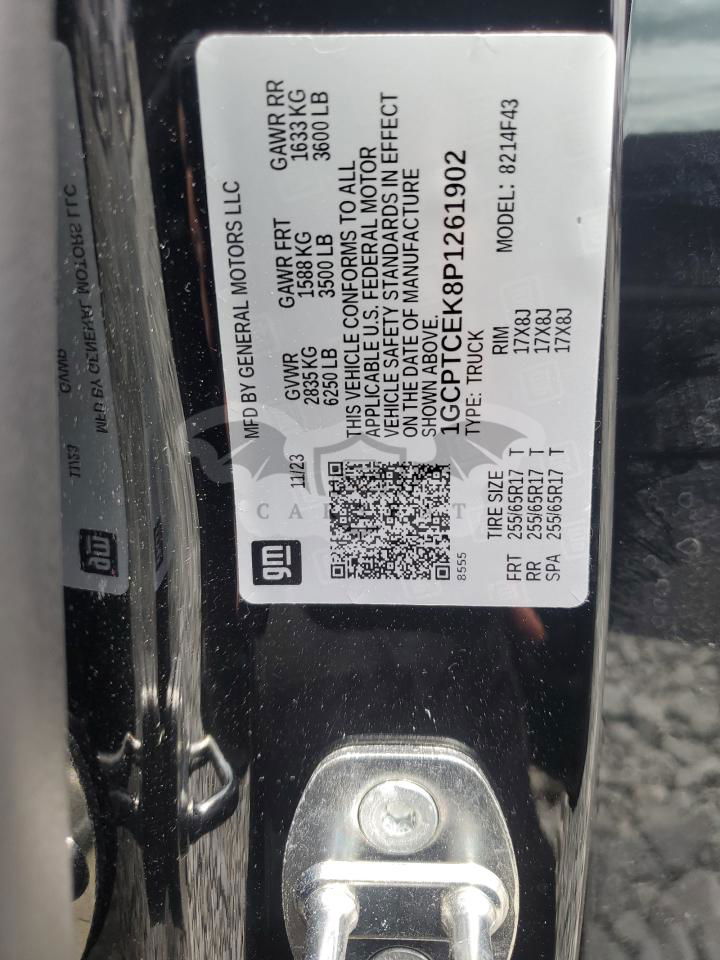 MFD BY GENERAL MOTORS LLC
gm
11/23
GVWR GAWR FRT GAWR RR
2835 KG 1588 KG 1633 KG
6250 LB 3500 LB 3600 LB
THIS VEHICLE CONFORMS TO ALL
APPLICABLE U.S. FEDERAL MOTOR
VEHICLE SAFETY STANDARDS IN EFFECT
ON THE DATE OF MANUFACTURE
SHOWN ABOVE.
1GCPTCEK8P1261902
8555
TYPE: TRUCK
MODEL: 8214F43
TIRE SIZE RIM
FRT 255/65R17 T 17X8J
RR 255/65R17 T 17X8J
SPA 255/65R17 T 17X8J